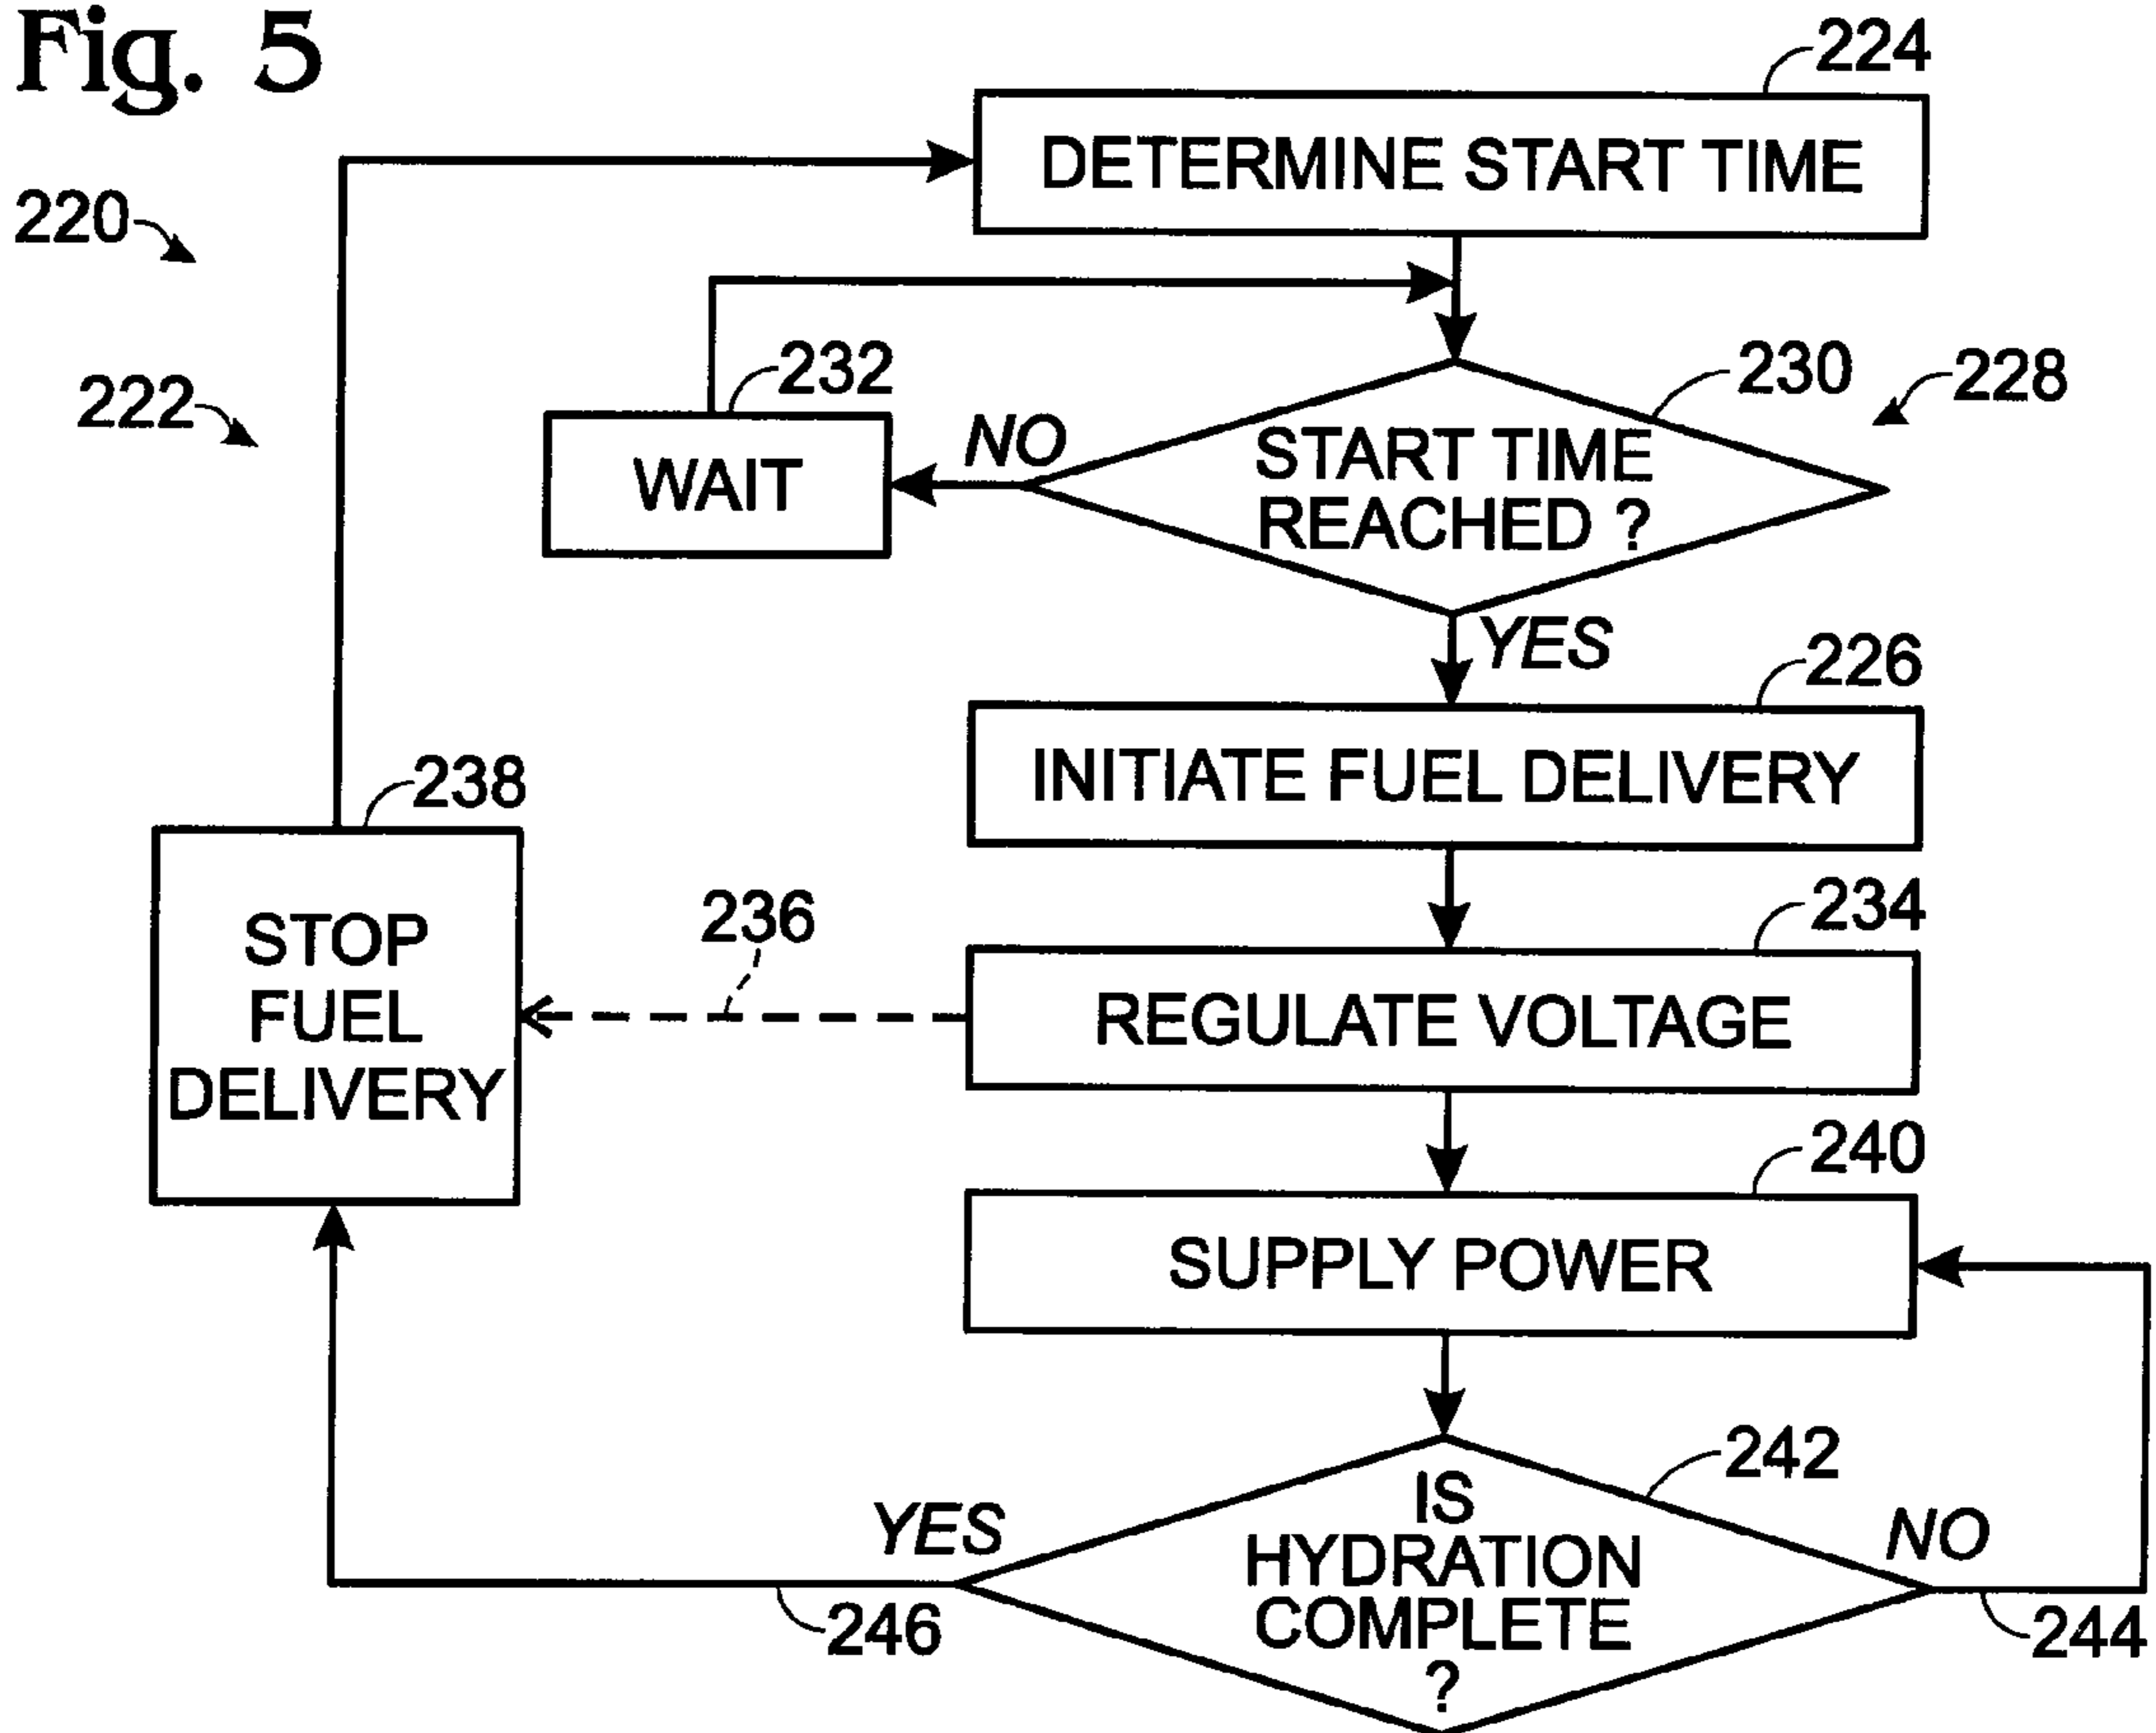 Fig. 5
224
DETERMINE START TIME
220
232
230
228
222
NO
START TIME
REACHED ?
WAIT
YES
226
INITIATE FUEL DELIVERY
238
234
236
STOP
FUEL
DELIVERY
REGULATE VOLTAGE
240
SUPPLY POWER
242
YES
IS
HYDRATION
COMPLETE
?
NO
246
244